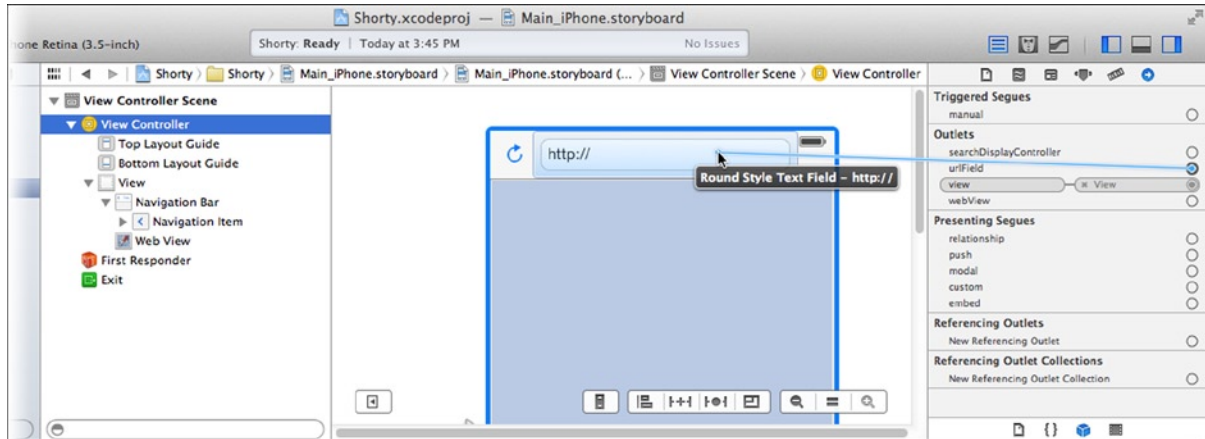 Shorty.xcodeproj — Main_iPhone.storyboard
one Retina (3.5-inch)
Shorty: Ready | Today at 3:45 PM
No Issues
Shorty
Shorty
Main_iPhone.storyboard
Main_iPhone.storyboard (...)
View Controller Scene
View Controller
View Controller Scene
View Controller
Top Layout Guide
Bottom Layout Guide
View
Navigation Bar
Navigation Item
Web View
First Responder
Exit
http://
Round Style Text Field – http://
Triggered Segues
manual
Outlets
searchDisplayController
urlField
view
View
webView
Presenting Segues
relationship
push
modal
custom
embed
Referencing Outlets
New Referencing Outlet
Referencing Outlet Collections
New Referencing Outlet Collection